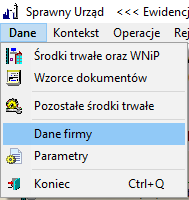 Sprawny Urząd <<< Ewidencj
Dane Kontekst Operacje Re
Środki trwałe oraz WNiP
Wzorce dokumentów
Pozostałe środki trwałe
Dane firmy
Parametry
Koniec Ctrl+Q